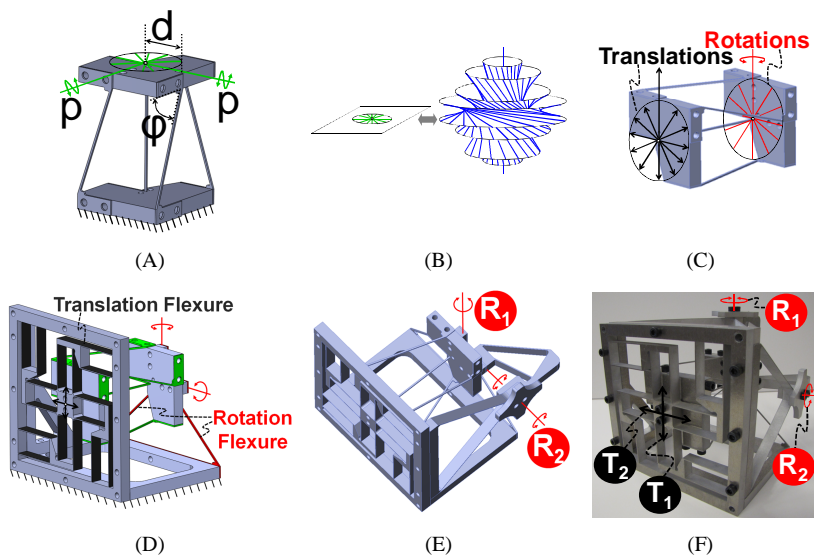 d
p
p
φ
Translations
Rotations
(A)
(B)
(C)
Translation Flexure
Rotation
Flexure
R1
R2
R1
R2
T2
T1
(D)
(E)
(F)